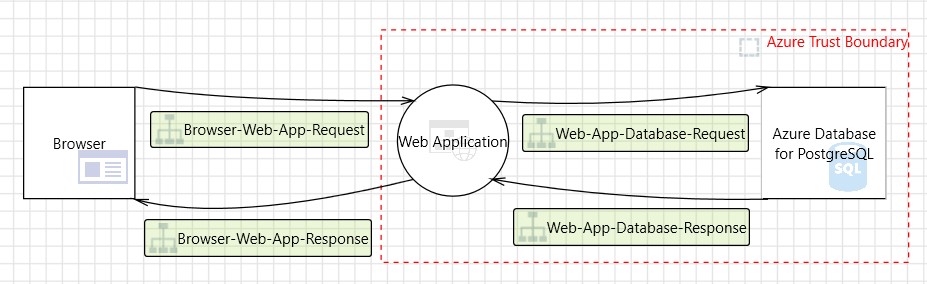 Azure Trust Boundary
Browser-Web-App-Request
Web-App-Database-Request
Browser
Web Application
Azure Database
for PostgreSQL
SQL
Browser-Web-App-Response
Web-App-Database-Response